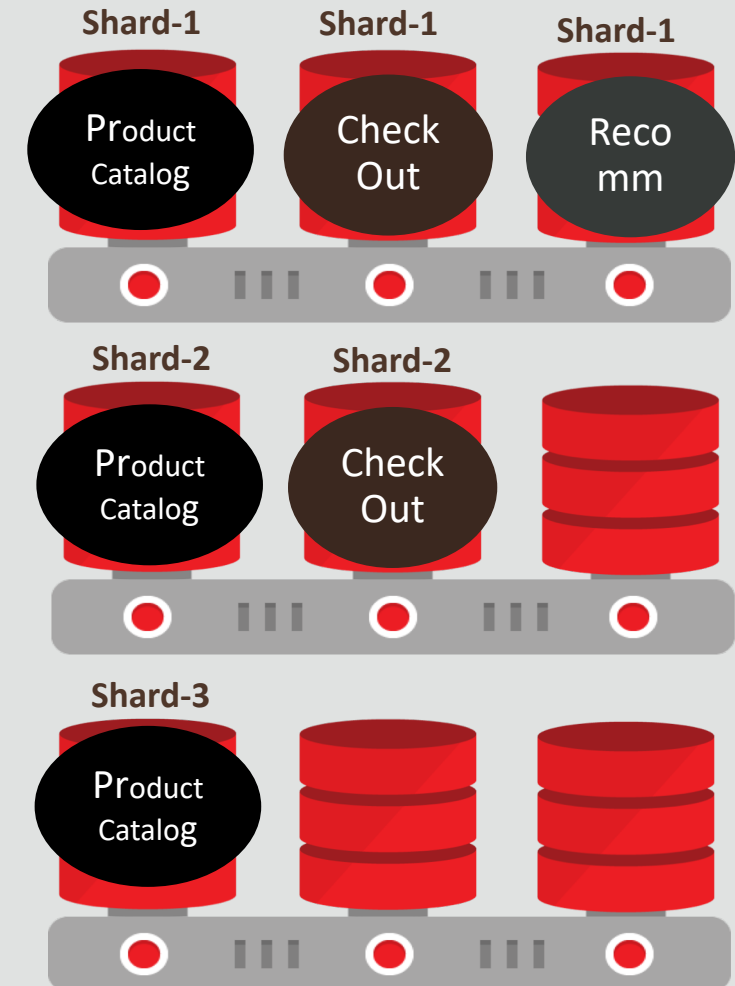 Shard-1 Shard-1 Shard-1
Product
Catalog
Check
Out
Reco
mm
Shard-2 Shard-2
Product
Catalog
Check
Out
Shard-3
Product
Catalog